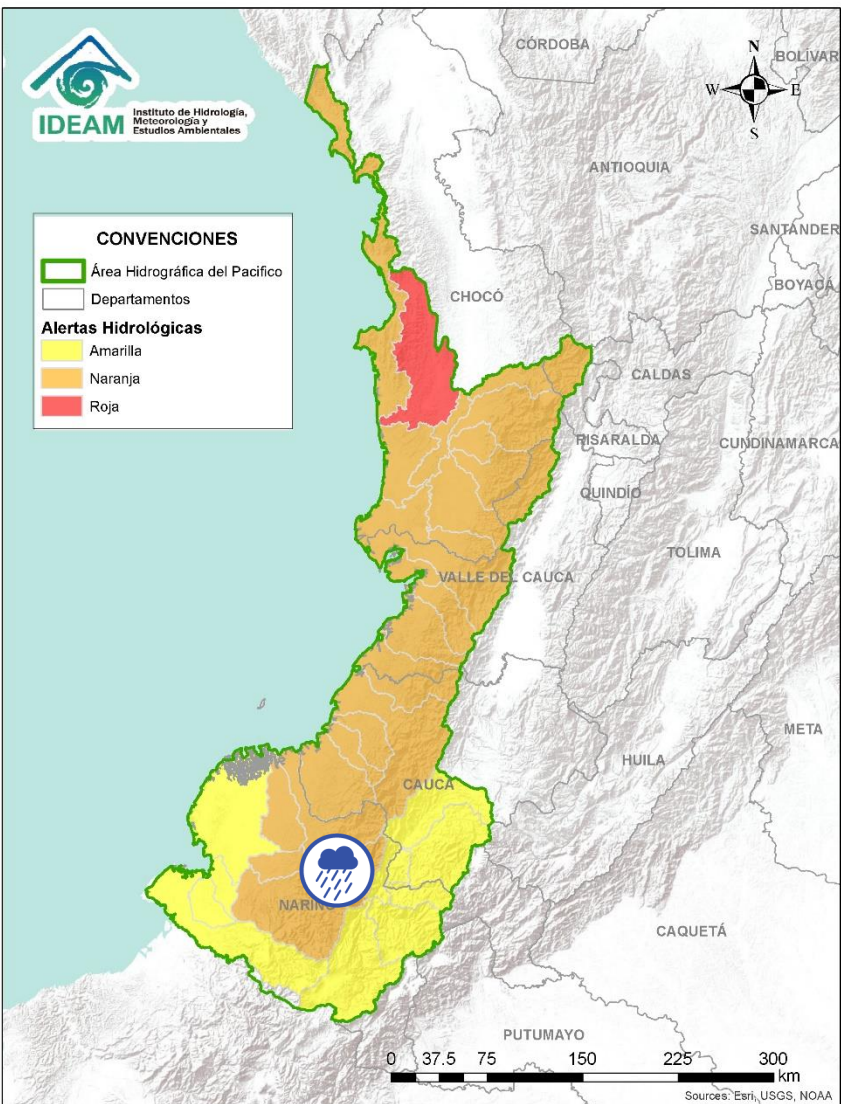 IDEAM
Instituto de Hidrología,
Meteorología y
Estudios Ambientales
N
W
E
S
CÓRDOBA
BOLÍVAR
ANTIOQUIA
SANTANDER
BOYACÁ
CHOCÓ
CALDAS
RISARALDA
CUNDINAMARCA
QUINDÍO
TOLIMA
VALLE DEL CAUCA
META
HUILA
CAUCA
NARIÑO
CAQUETÁ
PUTUMAYO
CONVENCIONES
Área Hidrográfica del Pacifico
Departamentos
Alertas Hidrológicas
Amarilla
Naranja
Roja
0 37.5 75 150 225 300
km
Sources: Esri, USGS, NOAA